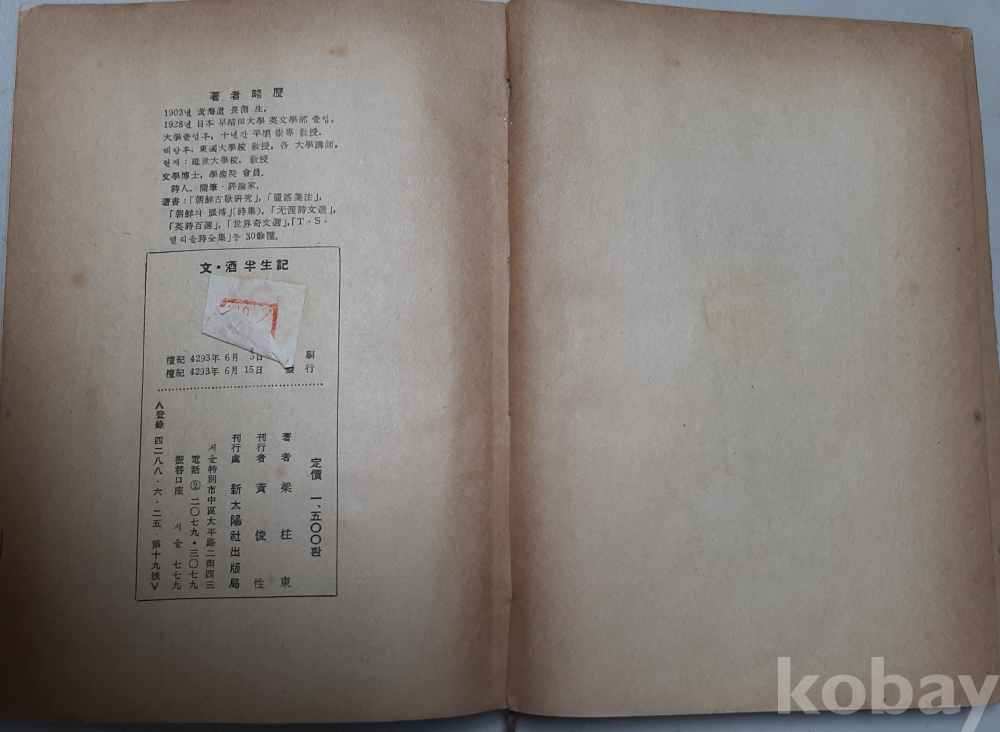 著者略歷
1903년 黃海道 長淵 生.
1928년 日本 早稻田大學 英文學部 졸업,
大學졸업후, 十년간 平壤 崇專 敎授.
해방후: 東國大學校 敎授, 各 大學講師,
현재: 延世大學校. 敎授
文學博士, 學術院 會員.
詩人. 隨筆·評論家.
著書:「朝鮮古歌硏究」,「麗謠箋注」,
「朝鮮의 脈搏」(詩集),「无涯詩文選」,
「英詩百選」,「世界奇文選」,「T·S·
엘리읕詩全集」등 30餘種.
文·酒半生記
檀紀 4293年 6月 5日 刷
檀紀 4293年 6月 15日 發行
定價 一、五〇〇환
著者 梁柱東
刊行者 黃俊性
刊行處 新太陽社出版局
서울特別市中區太平路二街四三
電話②二〇七九·三〇七九
振替口座 서울 七七九
〈登錄 四二八八·六·二五·第十九號〉
kobay